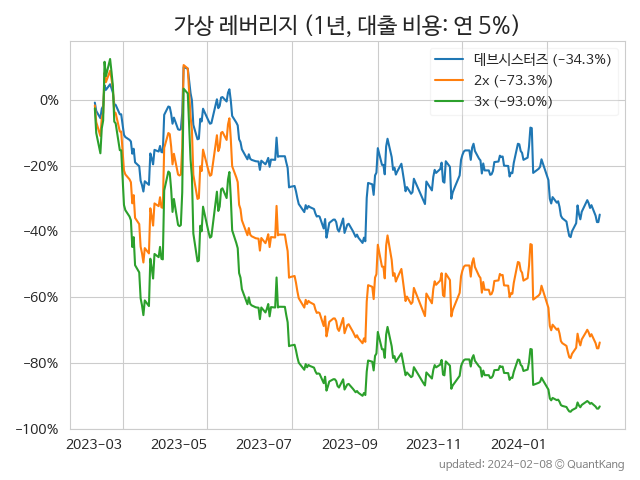 가상 레버리지 (1년, 대출 비용: 연 5%)
데브시스터즈 (−34.3%)
2x (−73.3%)
3x (−93.0%)
0%
−20%
−40%
−60%
−80%
−100%
2023-03 2023-05 2023-07 2023-09 2023-11 2024-01
updated: 2024-02-08 ⓒ QuantKang